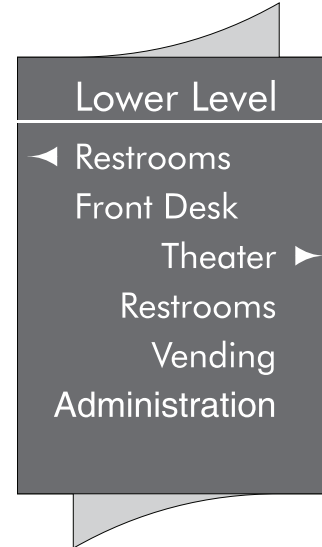 Lower Level
Restrooms
Front Desk
Theater
Restrooms
Vending
Administration